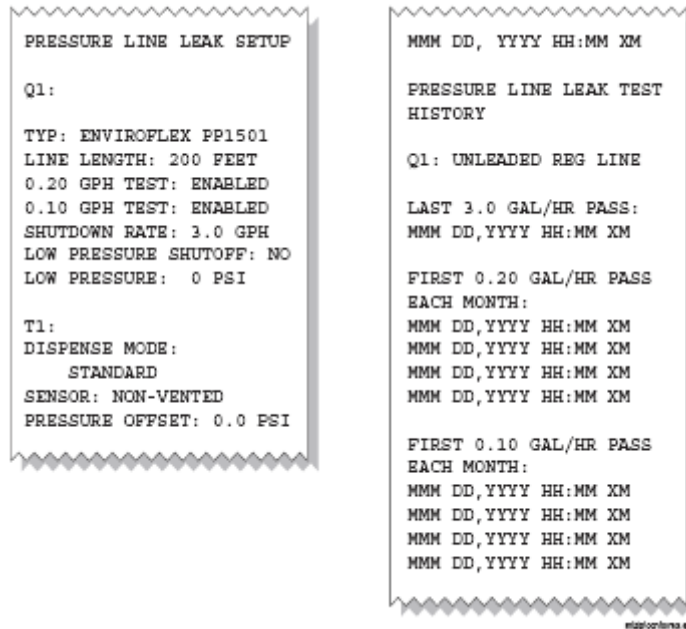 PRESSURE LINE LEAK SETUP
Q1:
TYP: ENVIROFLEX PP1501
LINE LENGTH: 200 FEET
0.20 GPH TEST: ENABLED
0.10 GPH TEST: ENABLED
SHUTDOWN RATE: 3.0 GPH
LOW PRESSURE SHUTOFF: NO
LOW PRESSURE: 0 PSI
T1:
DISPENSE MODE:
STANDARD
SENSOR: NON-VENTED
PRESSURE OFFSET: 0.0 PSI
MMM DD, YYYY HH:MM XM
PRESSURE LINE LEAK TEST
HISTORY
Q1: UNLEADED REG LINE
LAST 3.0 GAL/HR PASS:
MMM DD,YYYY HH:MM XM
FIRST 0.20 GAL/HR PASS
EACH MONTH:
MMM DD,YYYY HH:MM XM
MMM DD,YYYY HH:MM XM
MMM DD,YYYY HH:MM XM
MMM DD,YYYY HH:MM XM
FIRST 0.10 GAL/HR PASS
EACH MONTH:
MMM DD,YYYY HH:MM XM
MMM DD,YYYY HH:MM XM
MMM DD,YYYY HH:MM XM
MMM DD,YYYY HH:MM XM